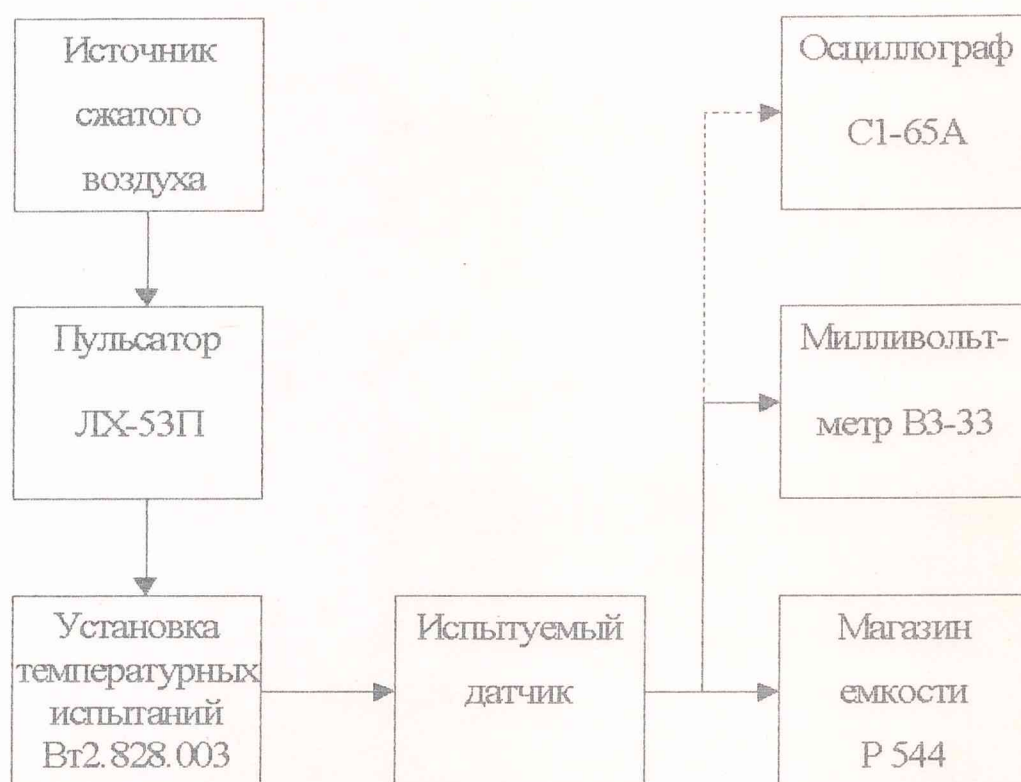 Источник
сжатого
воздуха
Пульсатор
ЛХ-53П
Установка
температурных
испытаний
Вт2.828.003
Испытуемый
датчик
Осциллограф
С1-65А
Милливольт-
метр В3-33
Магазин
емкости
Р 544